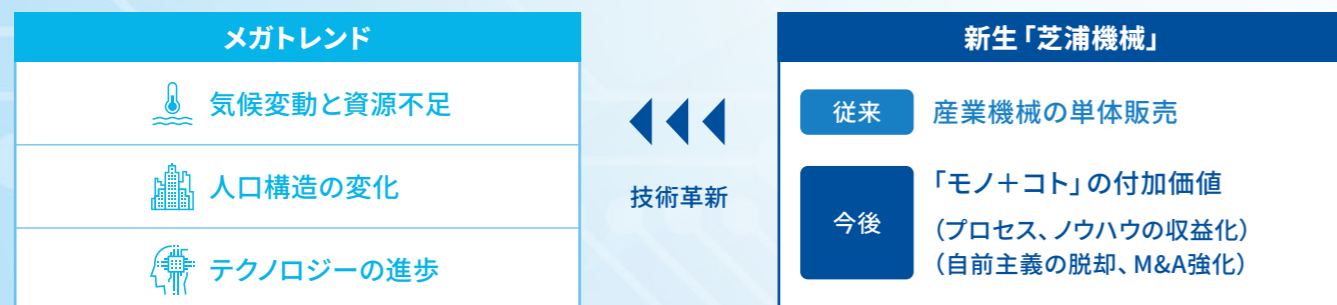 メガトレンド
気候変動と資源不足
人口構造の変化
テクノロジーの進歩
技術革新
新生「芝浦機械」
従来
産業機械の単体販売
今後
「モノ＋コト」の付加価値
（プロセス、ノウハウの収益化）
（自前主義の脱却、M&A強化）